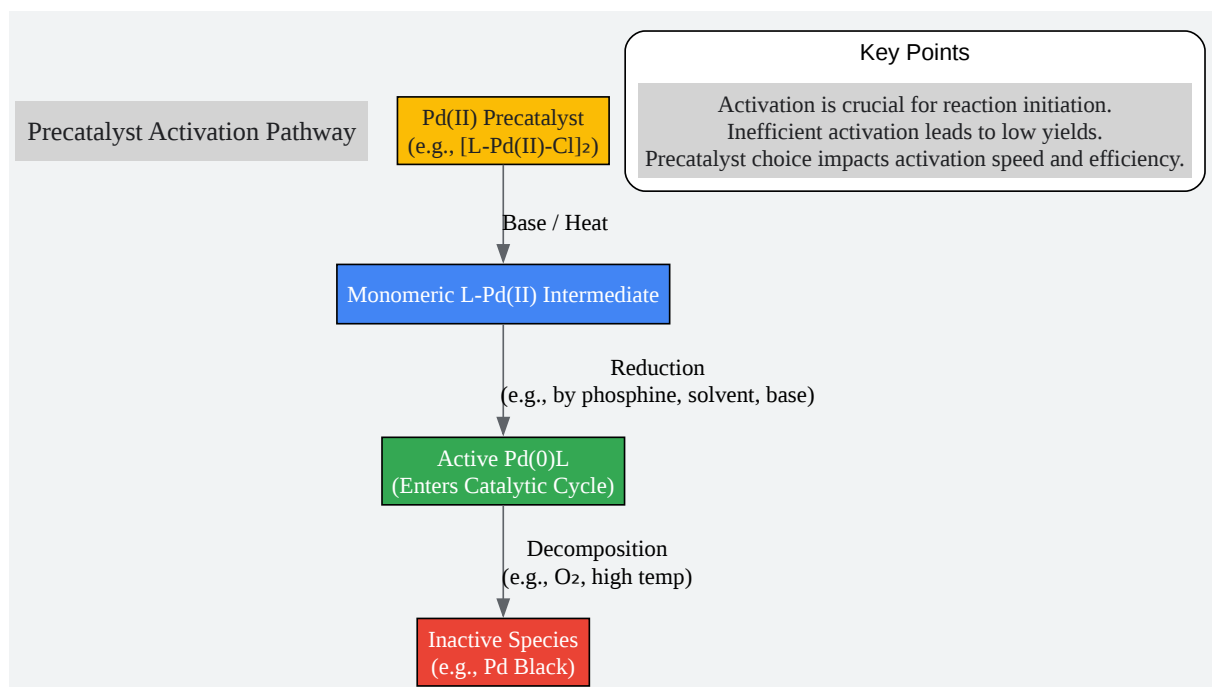 Key Points
Precatalyst Activation Pathway
Pd(II) Precatalyst
(e.g., [L-Pd(II)-Cl]₂)
Activation is crucial for reaction initiation.
Inefficient activation leads to low yields.
Precatalyst choice impacts activation speed and efficiency.
Base / Heat
Monomeric L-Pd(II) Intermediate
Reduction
(e.g., by phosphine, solvent, base)
Active Pd(0)L
(Enters Catalytic Cycle)
Decomposition
(e.g., O₂, high temp)
Inactive Species
(e.g., Pd Black)